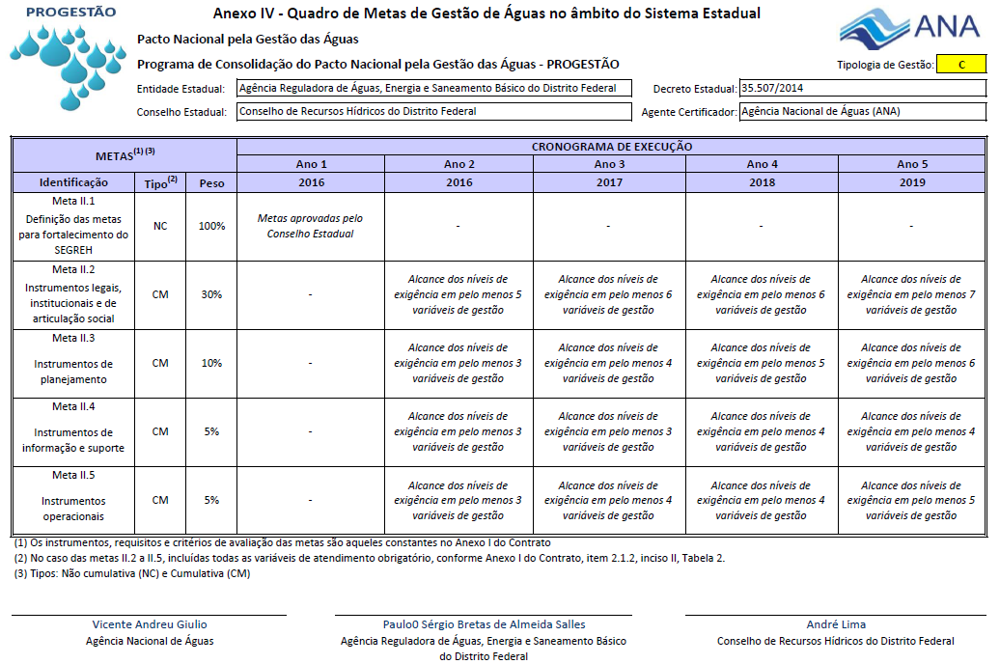 PROGESTÃO
Anexo IV - Quadro de Metas de Gestão de Águas no âmbito do Sistema Estadual
ANA
Pacto Nacional pela Gestão das Águas
Programa de Consolidação do Pacto Nacional pela Gestão das Águas - PROGESTÃO
Tipologia de Gestão: C
Entidade Estadual: Agência Reguladora de Águas, Energia e Saneamento Básico do Distrito Federal
Decreto Estadual: 35.507/2014
Conselho Estadual: Conselho de Recursos Hídricos do Distrito Federal
Agente Certificador: Agência Nacional de Águas (ANA)
METAS(1) (3)
CRONOGRAMA DE EXECUÇÃO
Ano 1 Ano 2 Ano 3 Ano 4 Ano 5
Identificação Tipo(2) Peso 2016 2016 2017 2018 2019
Meta II.1
Definição das metas
para fortalecimento do
SEGREH
NC
100%
Metas aprovadas pelo
Conselho Estadual
-
-
-
-
Meta II.2
Instrumentos legais,
institucionais e de
articulação social
CM
30%
-
Alcance dos níveis de
exigência em pelo menos 5
variáveis de gestão
Alcance dos níveis de
exigência em pelo menos 6
variáveis de gestão
Alcance dos níveis de
exigência em pelo menos 6
variáveis de gestão
Alcance dos níveis de
exigência em pelo menos 7
variáveis de gestão
Meta II.3
Instrumentos de
planejamento
CM
10%
-
Alcance dos níveis de
exigência em pelo menos 3
variáveis de gestão
Alcance dos níveis de
exigência em pelo menos 4
variáveis de gestão
Alcance dos níveis de
exigência em pelo menos 5
variáveis de gestão
Alcance dos níveis de
exigência em pelo menos 6
variáveis de gestão
Meta II.4
Instrumentos de
informação e suporte
CM
5%
-
Alcance dos níveis de
exigência em pelo menos 3
variáveis de gestão
Alcance dos níveis de
exigência em pelo menos 3
variáveis de gestão
Alcance dos níveis de
exigência em pelo menos 4
variáveis de gestão
Alcance dos níveis de
exigência em pelo menos 4
variáveis de gestão
Meta II.5
Instrumentos
operacionais
CM
5%
-
Alcance dos níveis de
exigência em pelo menos 3
variáveis de gestão
Alcance dos níveis de
exigência em pelo menos 4
variáveis de gestão
Alcance dos níveis de
exigência em pelo menos 4
variáveis de gestão
Alcance dos níveis de
exigência em pelo menos 5
variáveis de gestão
(1) Os instrumentos, requisitos e critérios de avaliação das metas são aqueles constantes no Anexo I do Contrato
(2) No caso das metas II.2 a II.5, incluídas todas as variáveis de atendimento obrigatório, conforme Anexo I do Contrato, item 2.1.2, inciso II, Tabela 2.
(3) Tipos: Não cumulativa (NC) e Cumulativa (CM)
Vicente Andreu Giulio
Agência Nacional de Águas
Paulo0 Sérgio Bretas de Almeida Salles
Agência Reguladora de Águas, Energia e Saneamento Básico
do Distrito Federal
André Lima
Conselho de Recursos Hídricos do Distrito Federal